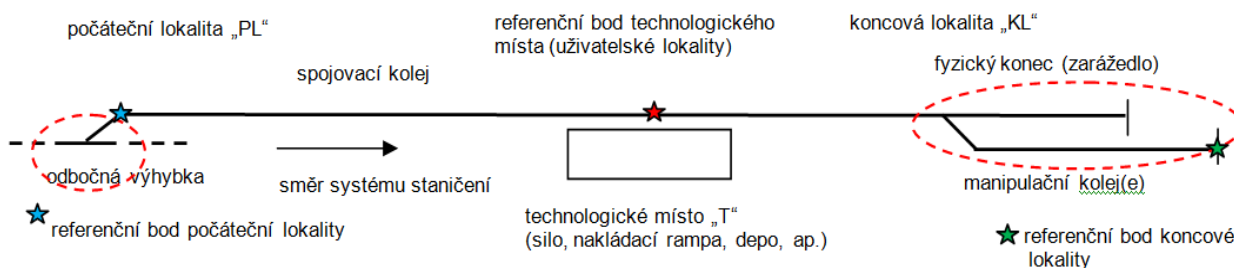 počáteční lokalita „PL“
referenční bod technologického
místa (uživatelské lokality)
koncová lokalita „KL“
spojovací kolej
fyzický konec (zarážedlo)
odbočná výhybka
směr systému staničení
manipulační kolej(e)
referenční bod počáteční lokality
technologické místo „T“
(silo, nakládací rampa, depo, ap.)
referenční bod koncové
lokality